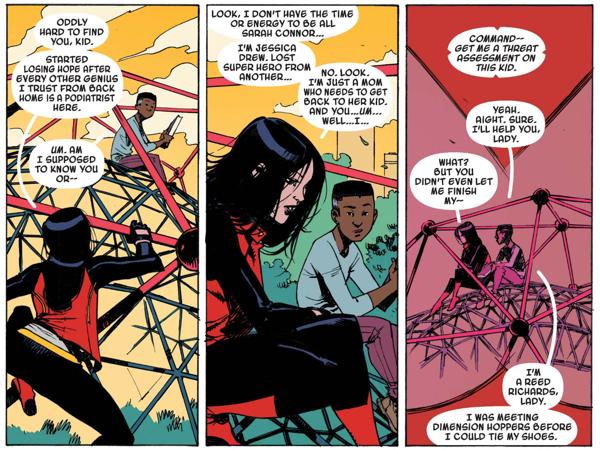 ODDLY
HARD TO FIND
YOU, KID.
STARTED
LOSING HOPE AFTER
EVERY OTHER GENIUS
I TRUST FROM BACK
HOME IS A PODIATRIST
HERE.
UM. AM
I SUPPOSED
TO KNOW YOU
OR--
LOOK, I DON'T HAVE THE TIME
OR ENERGY TO BE ALL
SARAH CONNOR...
I'M JESSICA
DREW. LOST
SUPER HERO FROM
ANOTHER...
NO. LOOK.
I'M JUST A MOM
WHO NEEDS TO GET
BACK TO HER KID.
AND YOU...UM...
WELL...I...
COMMAND--
GET ME A THREAT
ASSESSMENT ON
THIS KID.
YEAH.
AIGHT. SURE.
I'LL HELP YOU,
LADY.
WHAT?
BUT YOU
DIDN'T EVEN LET
ME FINISH
MY--
I'M
A REED
RICHARDS,
LADY.
I WAS MEETING
DIMENSION HOPPERS BEFORE
I COULD TIE MY SHOES.